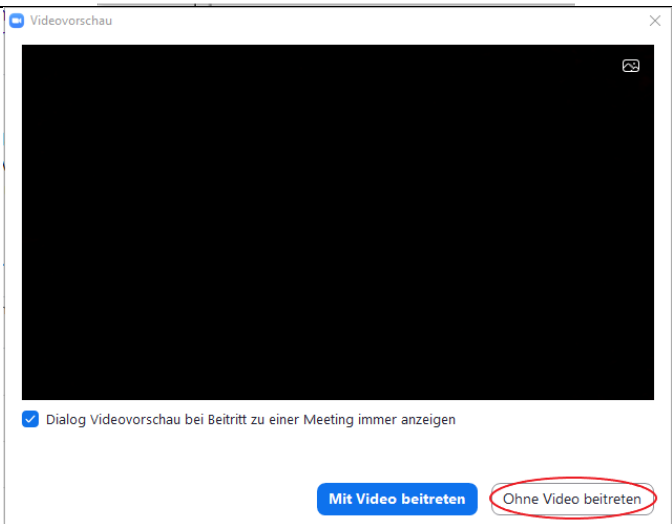 Videovorschau
Dialog Videovorschau bei Beitritt zu einer Meeting immer anzeigen
Mit Video beitreten
Ohne Video beitreten